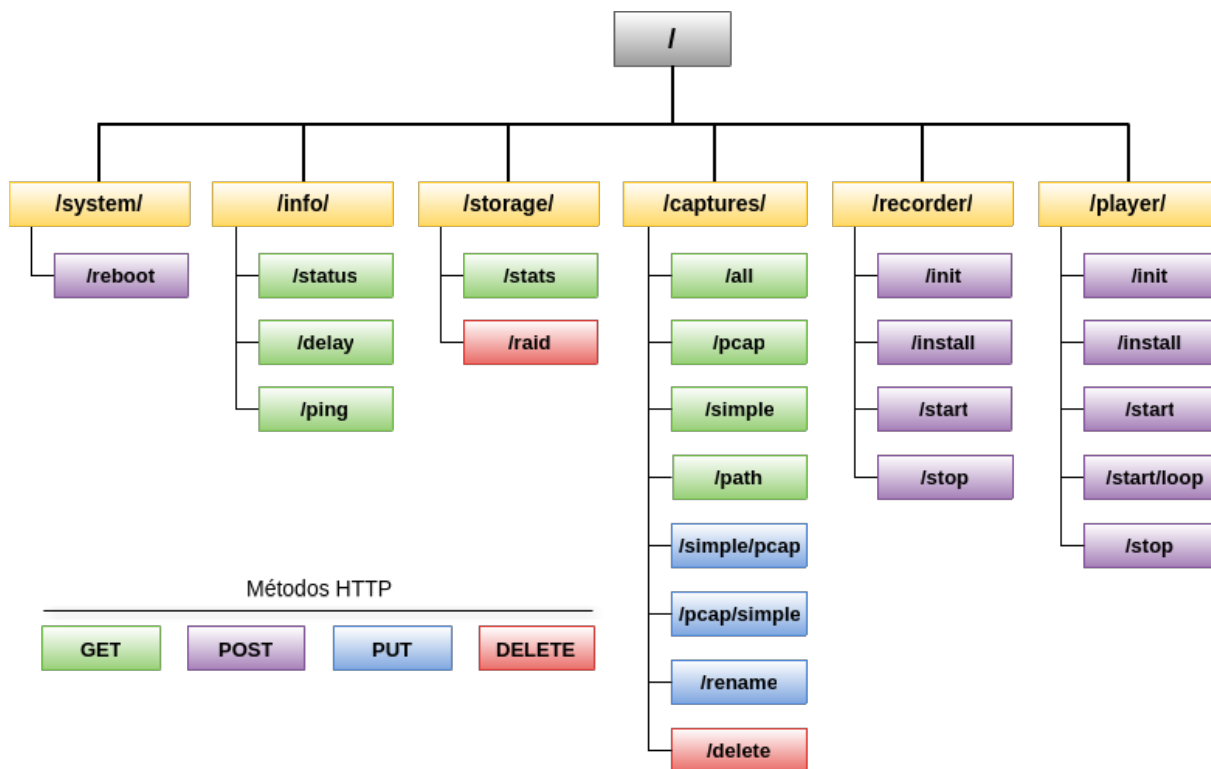 /
/system/
/reboot
/info/
/status
/delay
/ping
/storage/
/stats
/raid
/captures/
/all
/pcap
/simple
/path
/simple/pcap
/pcap/simple
/rename
/delete
/recorder/
/init
/install
/start
/stop
/player/
/init
/install
/start
/start/loop
/stop
Métodos HTTP
GET
POST
PUT
DELETE